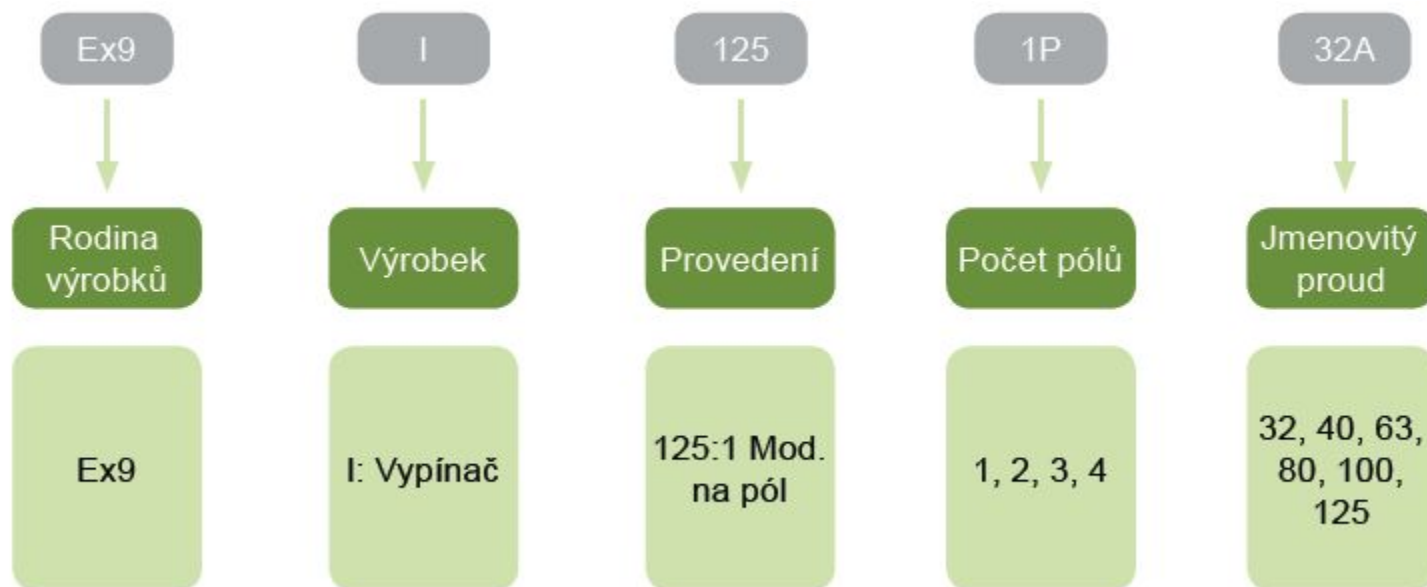 Ex9
I
125
1P
32A
Rodina
výrobků
Výrobek
Provedení
Počet pólů
Jmenovitý
proud
Ex9
I: Vypínač
125:1 Mod.
na pól
1, 2, 3, 4
32, 40, 63,
80, 100,
125